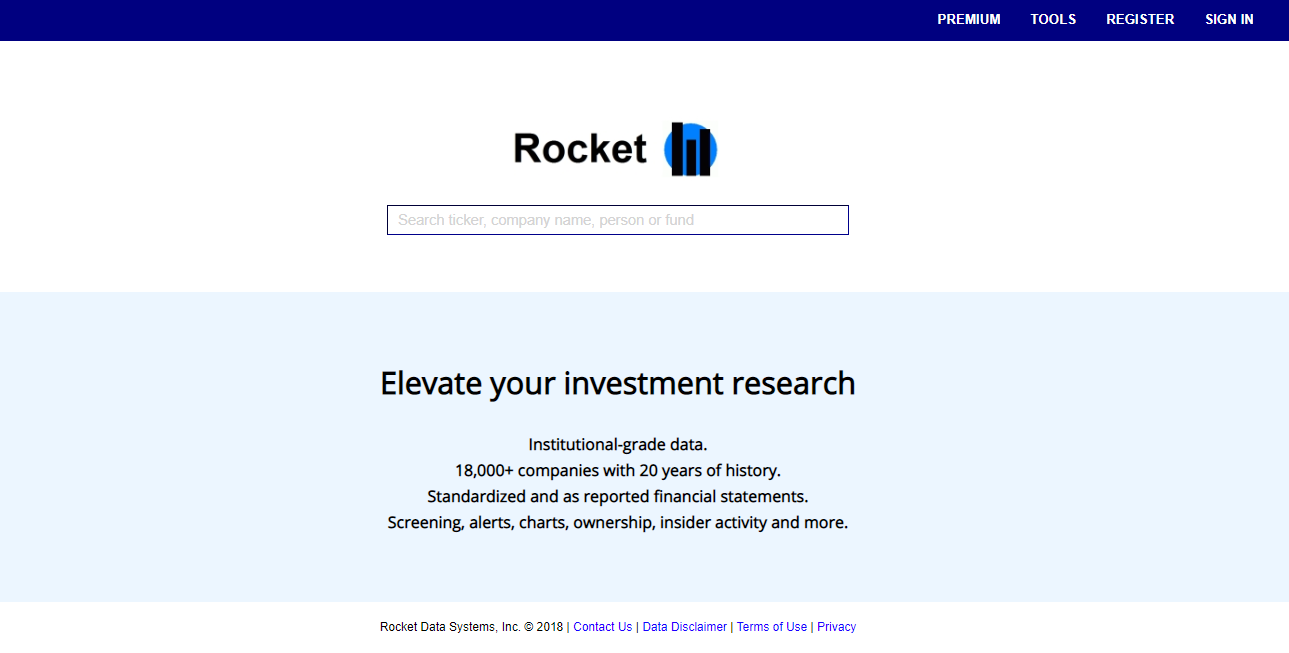 PREMIUM TOOLS REGISTER SIGN IN
Rocket
Search ticker, company name, person or fund
Elevate your investment research
Institutional-grade data.
18,000+ companies with 20 years of history.
Standardized and as reported financial statements.
Screening, alerts, charts, ownership, insider activity and more.
Rocket Data Systems, Inc. © 2018 | Contact Us | Data Disclaimer | Terms of Use | Privacy